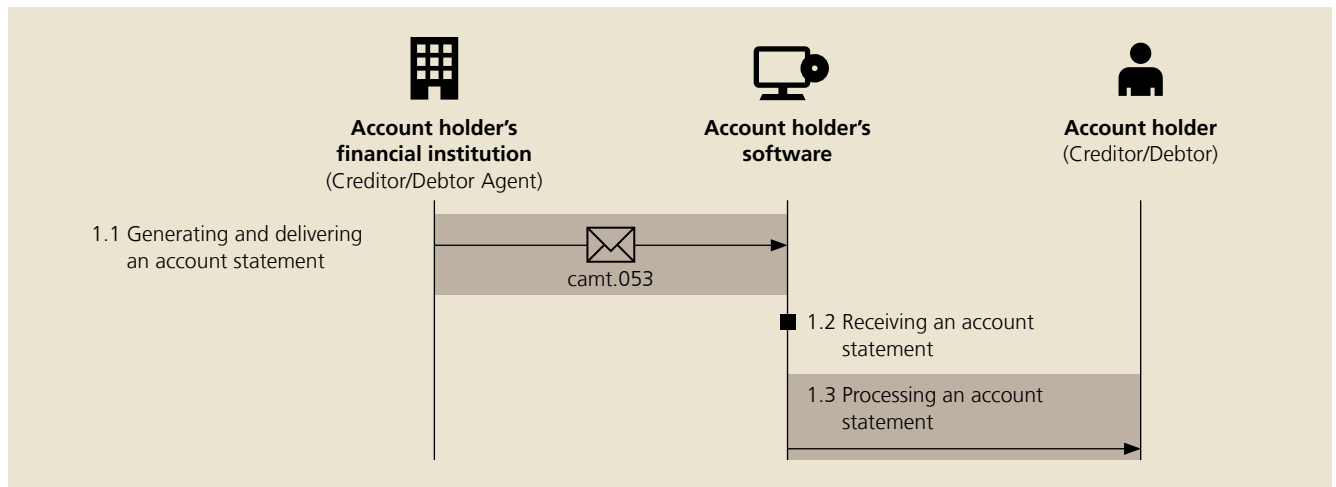 Account holder's
financial institution
(Creditor/Debtor Agent)
Account holder's
software
Account holder
(Creditor/Debtor)
1.1 Generating and delivering
an account statement
camt.053
1.2 Receiving an account
statement
1.3 Processing an account
statement